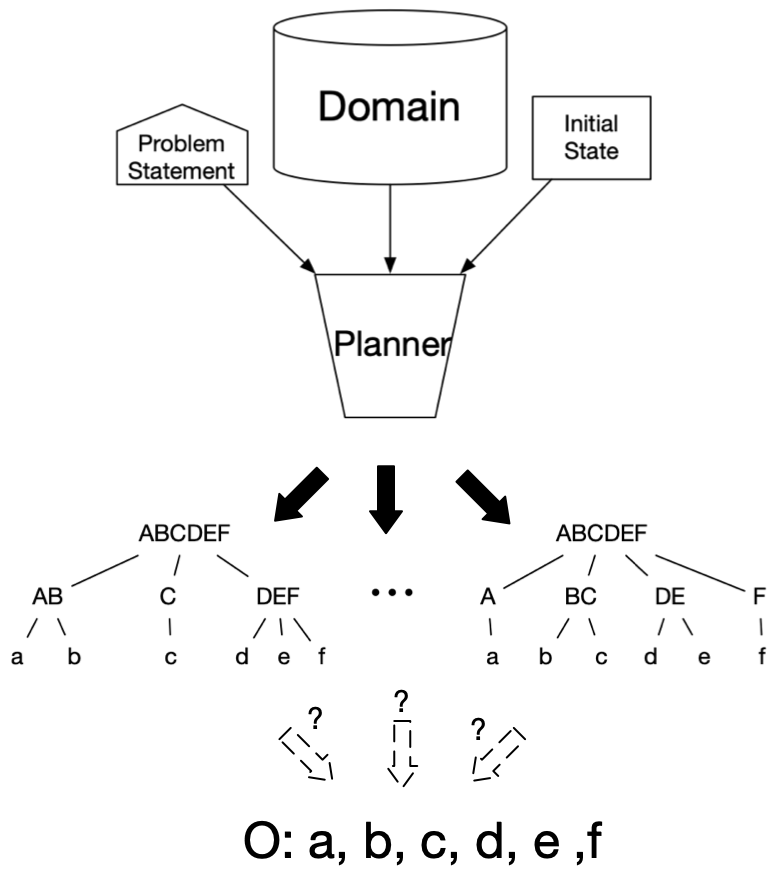 Domain
Problem
Statement
Initial
State
Planner
ABCDEF
ABCDEF
AB C DEF ... A BC DE F
a b c d e f a b c d e f
? ? ?
O: a, b, c, d, e ,f